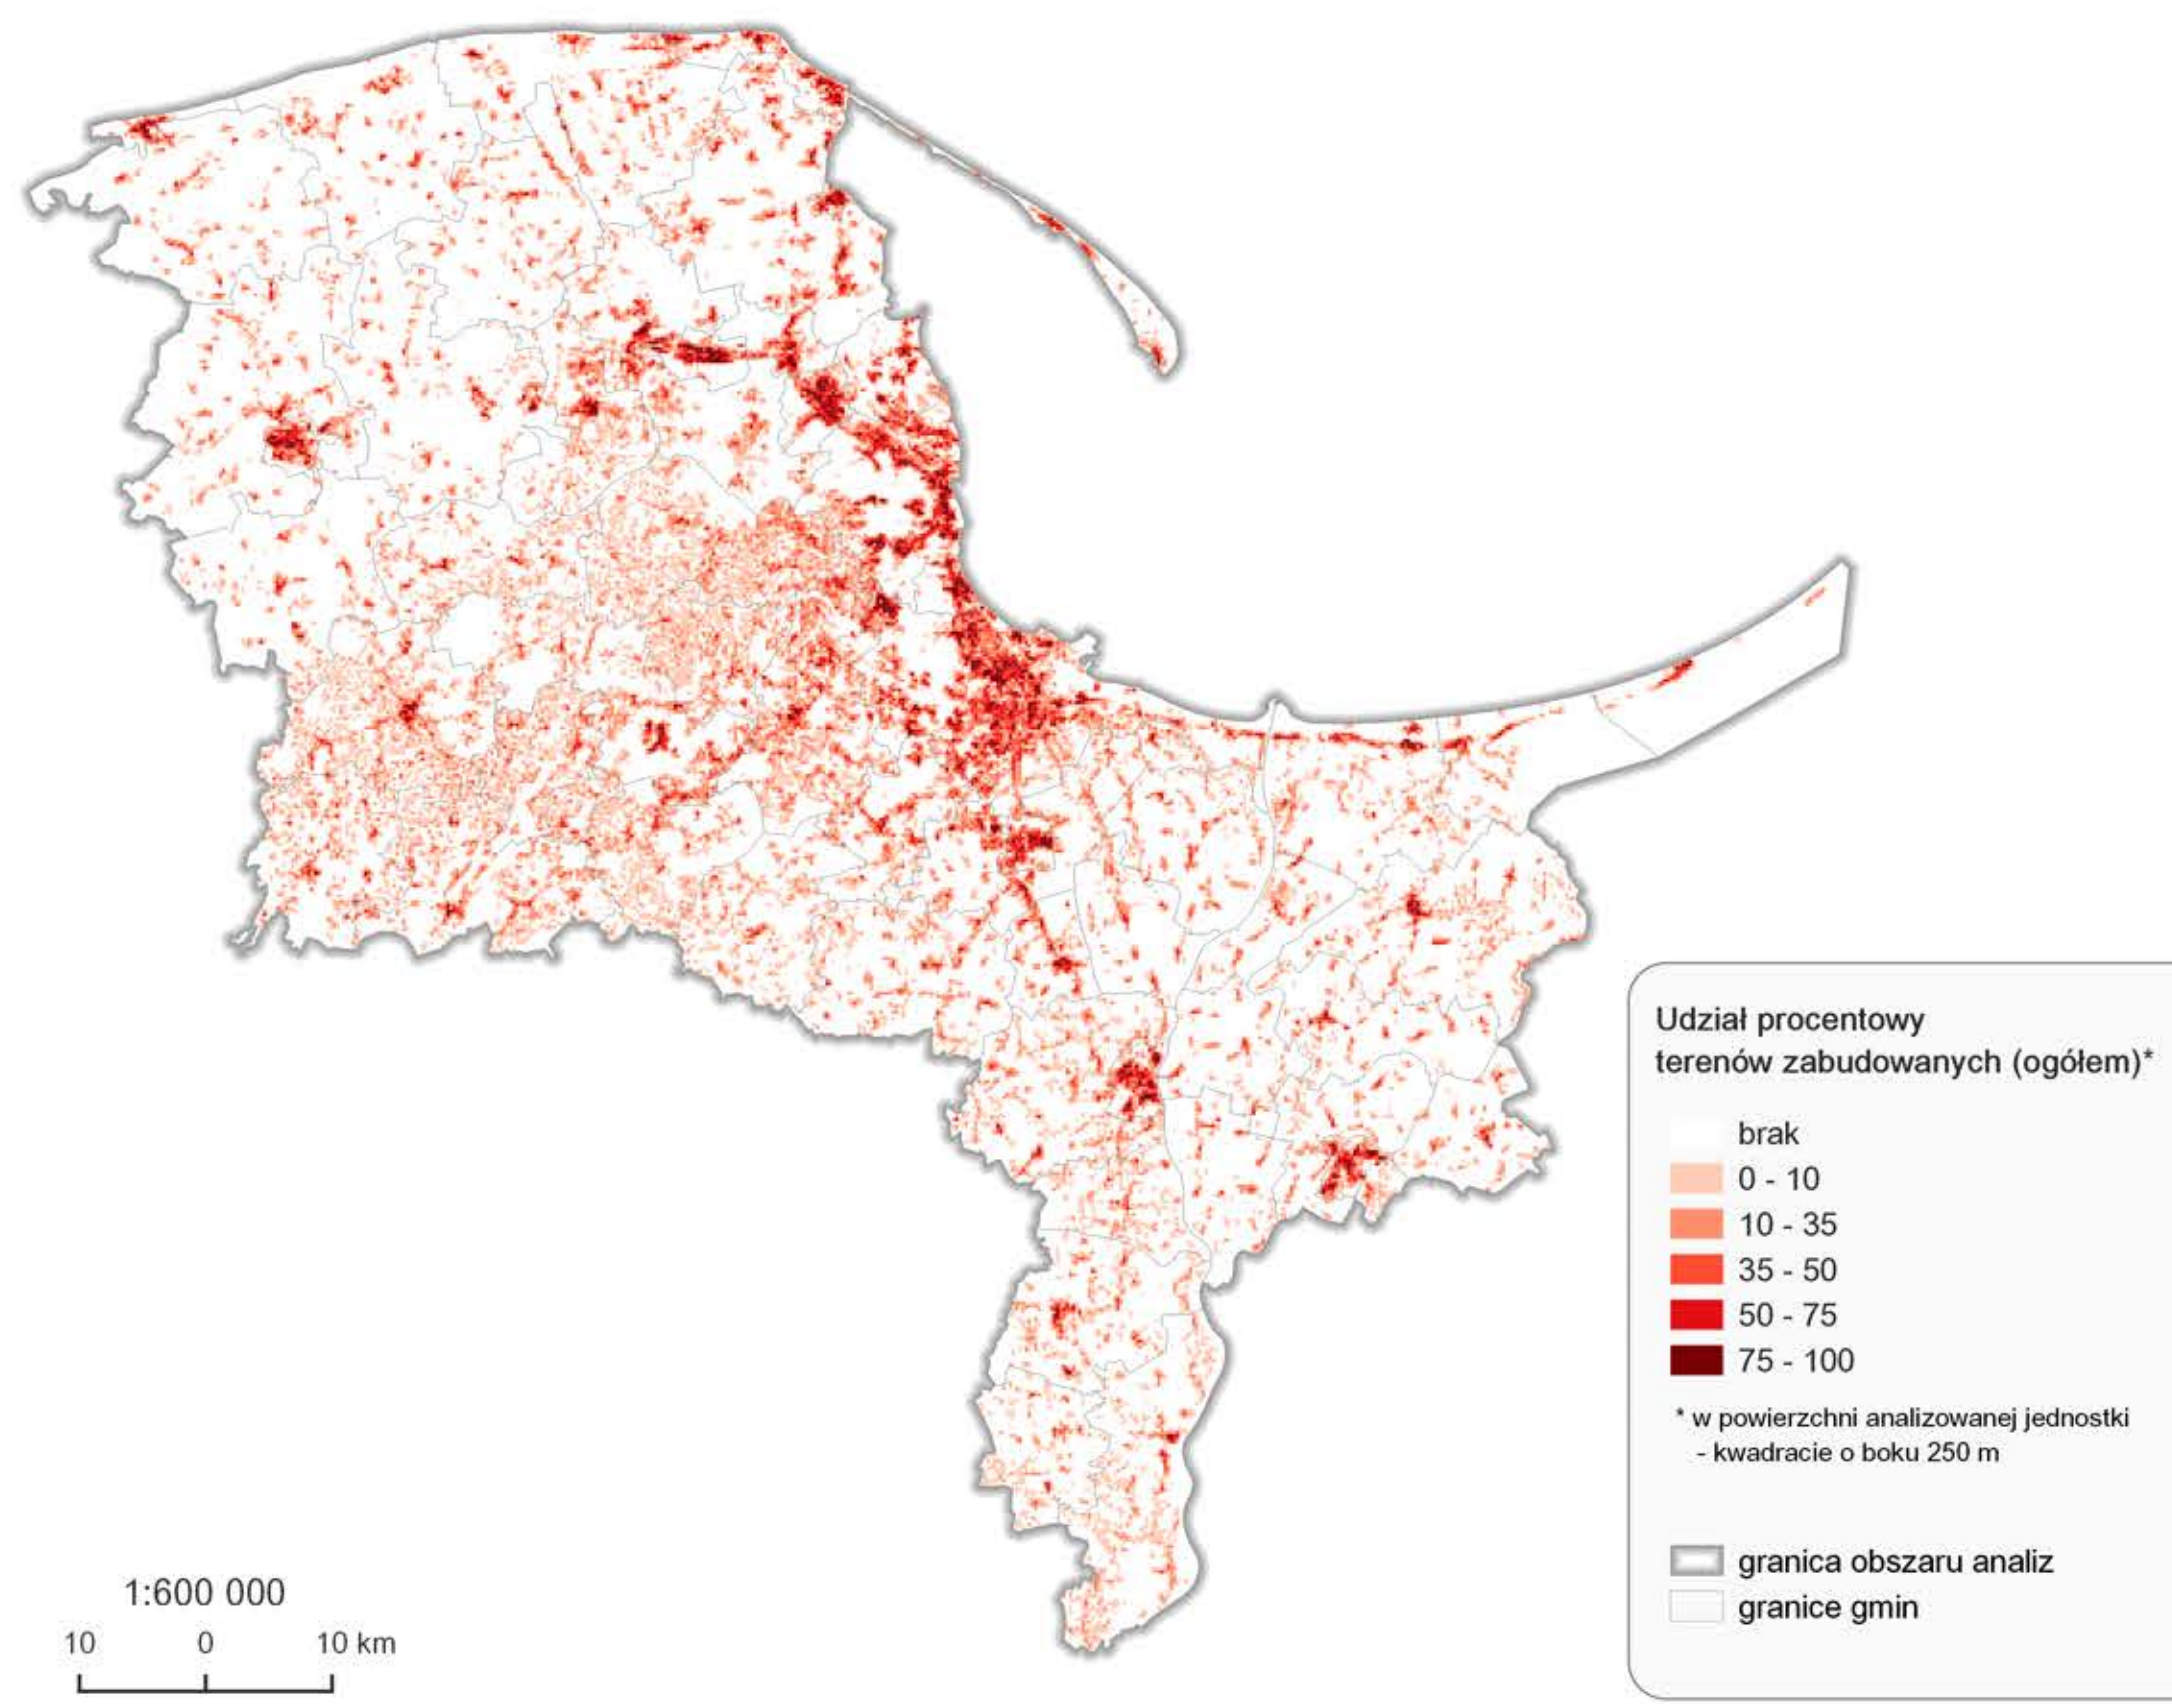 Udział procentowy
terenów zabudowanych (ogółem)*
brak
0 - 10
10 - 35
35 - 50
50 - 75
75 - 100
* w powierzchni analizowanej jednostki
- kwadracie o boku 250 m
granica obszaru analiz
granice gmin
1:600 000
10 0 10 km